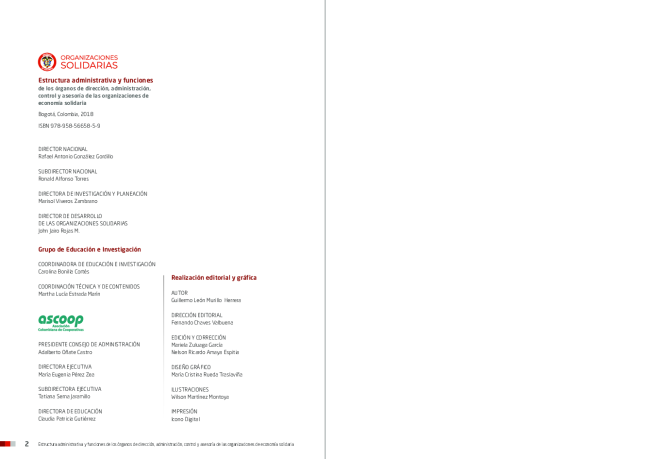 ORGANIZACIONES
SOLIDARIAS
Estructura administrativa y funciones
de los órganos de dirección, administración,
control y asesoría de las organizaciones de
economía solidaria
Bogotá, Colombia, 2018
ISBN 978-958-56658-5-9
DIRECTOR NACIONAL
Rafael Antonio González Gordillo
SUBDIRECTOR NACIONAL
Ronald Alfonso Torres
DIRECTORA DE INVESTIGACIÓN Y PLANEACIÓN
Marisol Viveros Zambrano
DIRECTOR DE DESARROLLO
DE LAS ORGANIZACIONES SOLIDARIAS
John Jairo Rojas M.
Grupo de Educación e Investigación
COORDINADORA DE EDUCACIÓN E INVESTIGACIÓN
Carolina Bonilla Cortés
COORDINACIÓN TÉCNICA Y DE CONTENIDOS
Martha Lucía Estrada Marín
ascoop
Asociación
Colombiana de Cooperativas
PRESIDENTE CONSEJO DE ADMINISTRACIÓN
Adalberto Oñate Castro
DIRECTORA EJECUTIVA
María Eugenia Pérez Zea
SUBDIRECTORA EJECUTIVA
Tatiana Serna Jaramillo
DIRECTORA DE EDUCACIÓN
Claudia Patricia Gutiérrez
Realización editorial y gráfica
AUTOR
Guillermo León Murillo Herrera
DIRECCIÓN EDITORIAL
Fernando Chaves Valbuena
EDICIÓN Y CORRECCIÓN
Mariela Zuluaga García
Nelson Ricardo Amaya Espitia
DISEÑO GRÁFICO
María Cristina Rueda Traslaviña
ILUSTRACIONES
Wilson Martínez Montoya
IMPRESIÓN
Icono Digital
2 Estructura administrativa y funciones de los órganos de dirección, administración, control y asesoría de las organizaciones de economía solidaria